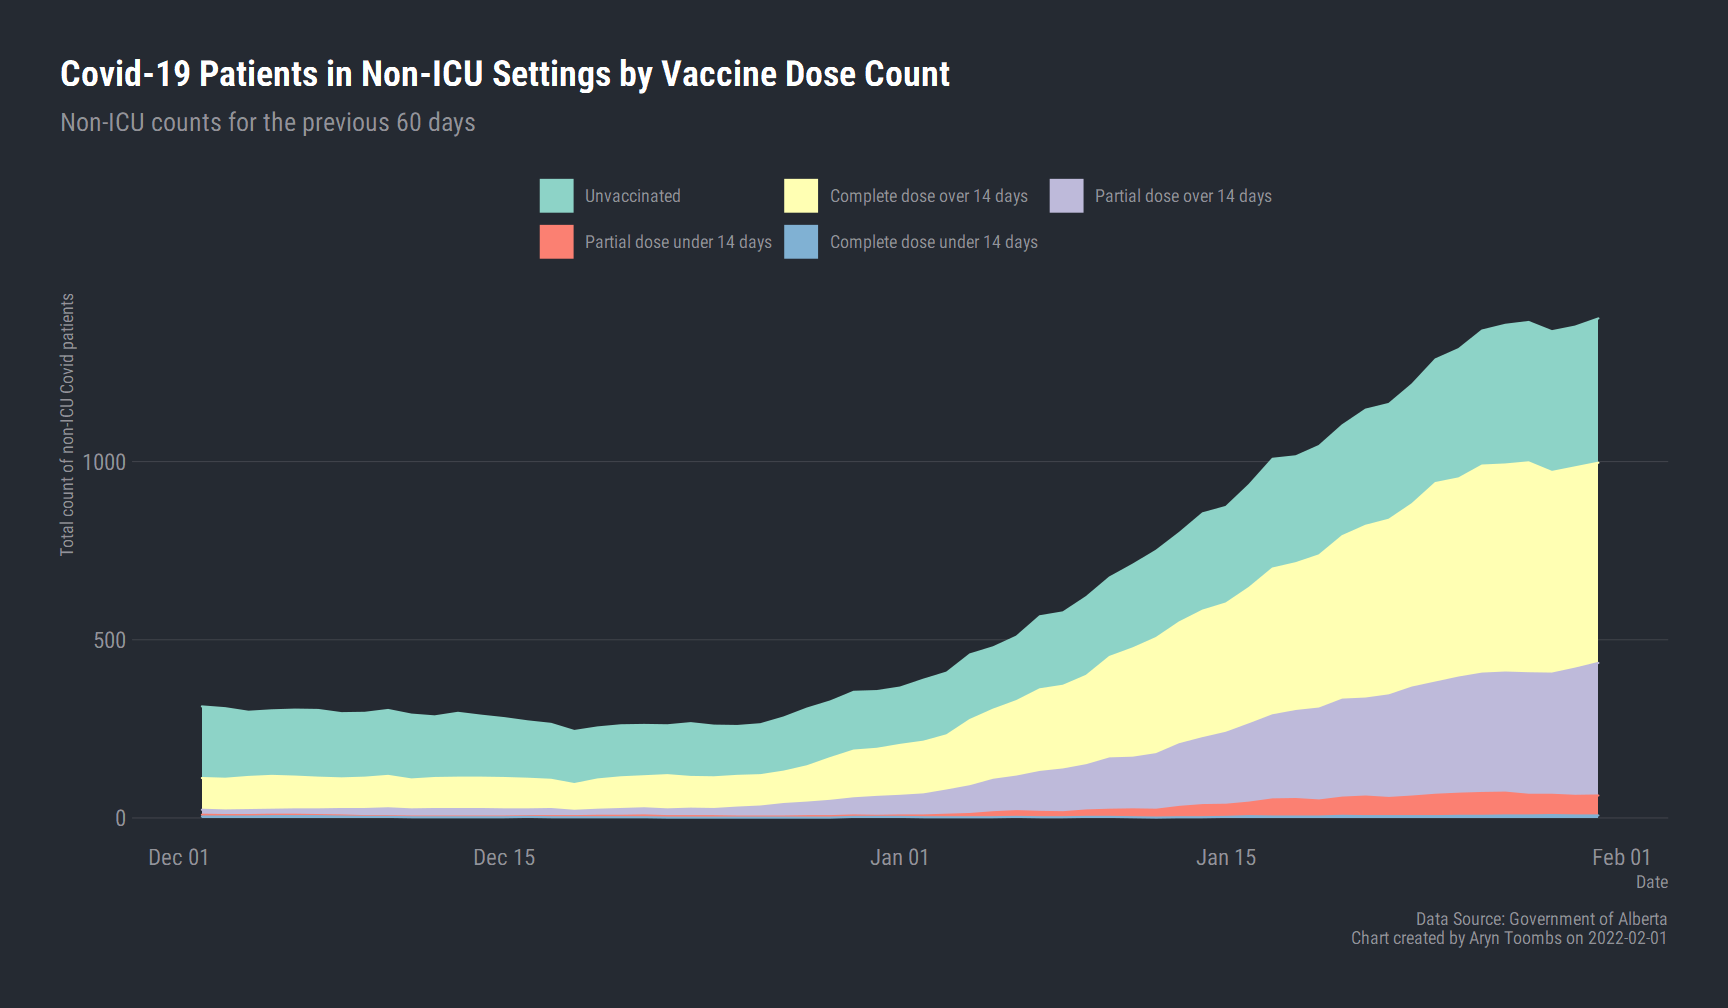 Covid-19 Patients in Non-ICU Settings by Vaccine Dose Count
Non-ICU counts for the previous 60 days
Unvaccinated
Complete dose over 14 days
Partial dose over 14 days
Partial dose under 14 days
Complete dose under 14 days
Total count of non-ICU Covid patients
1000
500
0
Dec 01
Dec 15
Jan 01
Jan 15
Feb 01
Date
Data Source: Government of Alberta
Chart created by Aryn Toombs on 2022-02-01